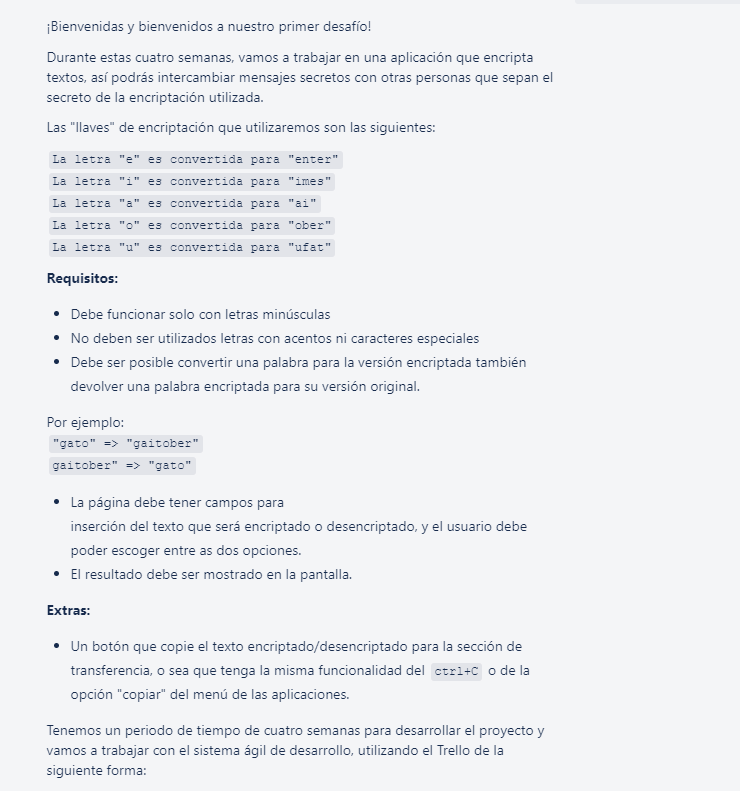 ¡Bienvenidas y bienvenidos a nuestro primer desafío!
Durante estas cuatro semanas, vamos a trabajar en una aplicación que encripta
textos, así podrás intercambiar mensajes secretos con otras personas que sepan el
secreto de la encriptación utilizada.
Las "llaves" de encriptación que utilizaremos son las siguientes:
La letra "e" es convertida para "enter"
La letra "i" es convertida para "imes"
La letra "a" es convertida para "ai"
La letra "o" es convertida para "ober"
La letra "u" es convertida para "ufat"
Requisitos:
• Debe funcionar solo con letras minúsculas
• No deben ser utilizados letras con acentos ni caracteres especiales
• Debe ser posible convertir una palabra para la versión encriptada también
devolver una palabra encriptada para su versión original.
Por ejemplo:
"gato" => "gaitober"
gaitober" => "gato"
• La página debe tener campos para
inserción del texto que será encriptado o desencriptado, y el usuario debe
poder escoger entre as dos opciones.
• El resultado debe ser mostrado en la pantalla.
Extras:
• Un botón que copie el texto encriptado/desencriptado para la sección de
transferencia, o sea que tenga la misma funcionalidad del ctrl+C o de la
opción "copiar" del menú de las aplicaciones.
Tenemos un periodo de tiempo de cuatro semanas para desarrollar el proyecto y
vamos a trabajar con el sistema ágil de desarrollo, utilizando el Trello de la
siguiente forma: